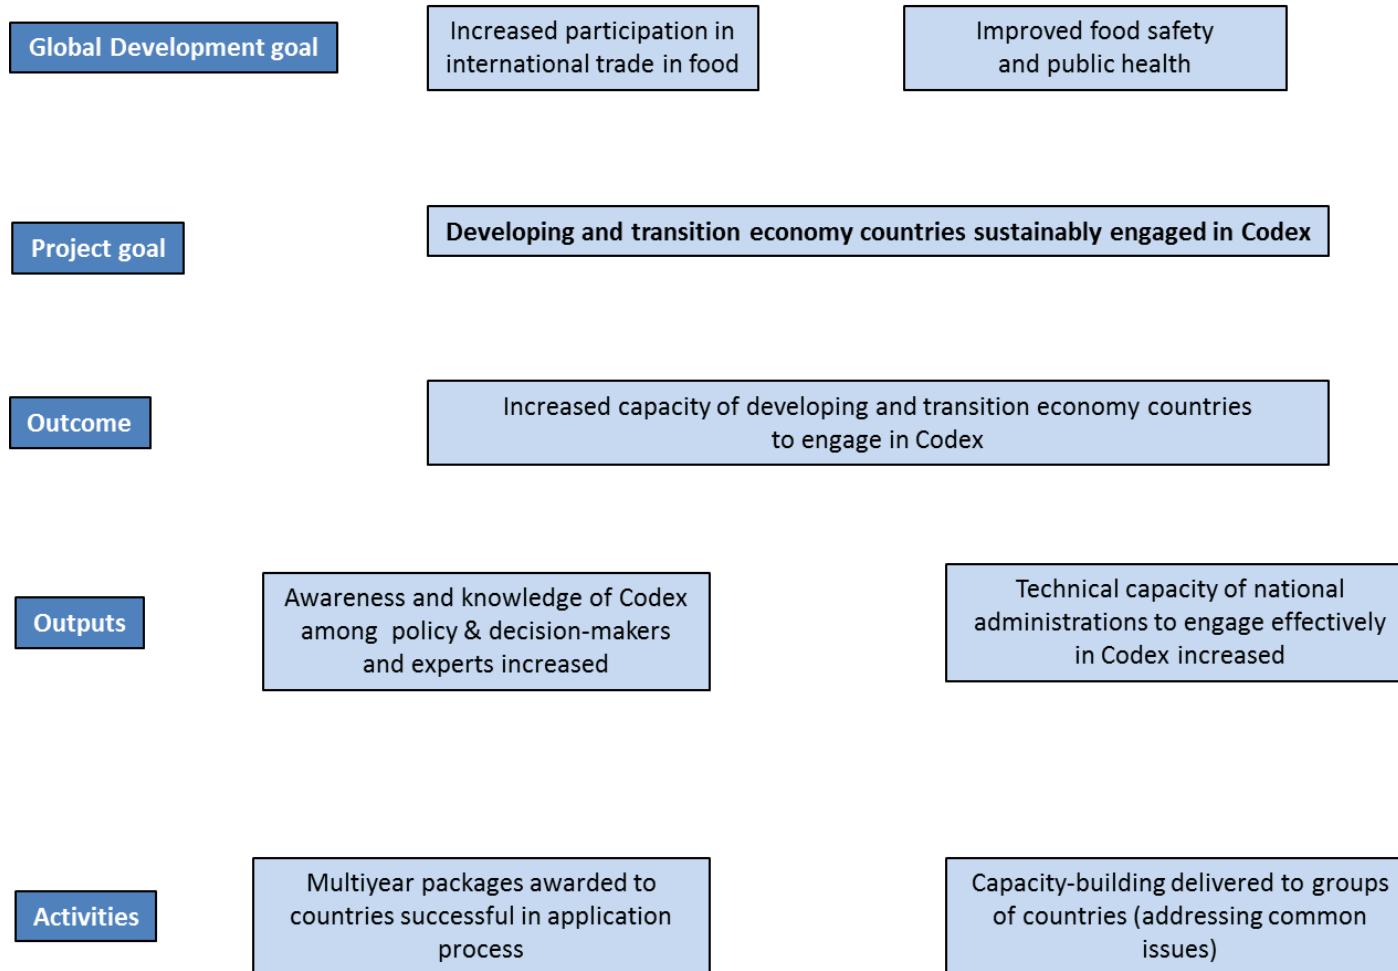 Global Development goal
Increased participation in
international trade in food
Improved food safety
and public health
Project goal
Developing and transition economy countries sustainably engaged in Codex
Outcome
Increased capacity of developing and transition economy countries
to engage in Codex
Outputs
Awareness and knowledge of Codex
among policy & decision-makers
and experts increased
Technical capacity of national
administrations to engage effectively
in Codex increased
Activities
Multiyear packages awarded to
countries successful in application
process
Capacity-building delivered to groups
of countries (addressing common
issues)